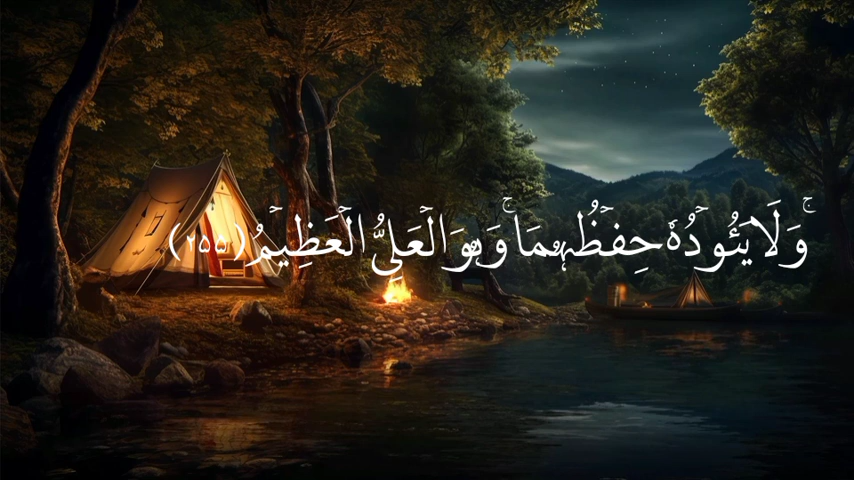 ۚ وَلَا يَـُٔودُهُۥ حِفۡظُهُمَاۚ وَهُوَ ٱلۡعَلِيُّ ٱلۡعَظِيمُ (٢٥٥)